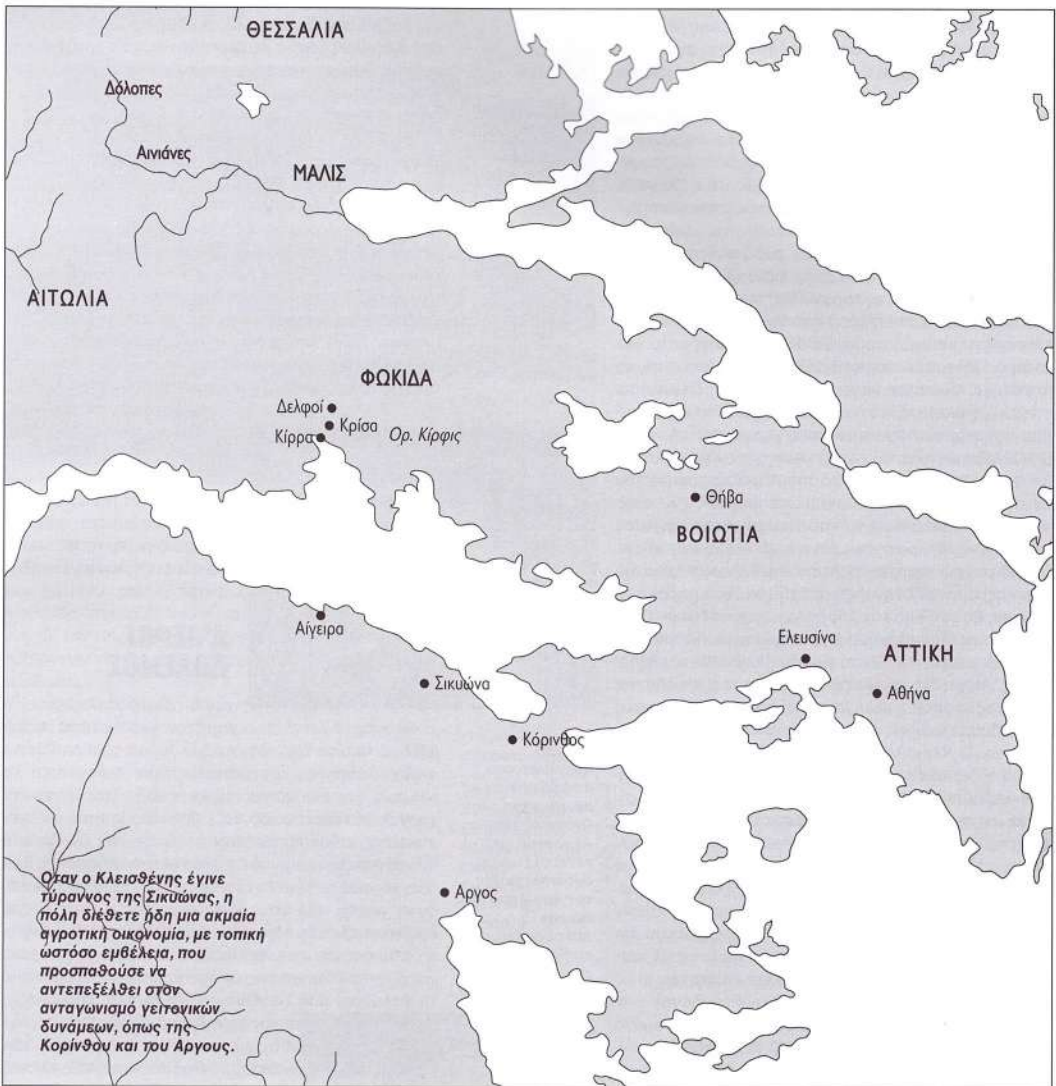 ΘΕΣΣΑΛΙΑ
Δόλοπες
Αινιάνες
ΜΑΛΙΣ
ΑΙΤΩΛΙΑ
ΦΩΚΙΔΑ
Δελφοί
Κρίσα
Κίρρα
Ορ. Κίρφις
Θήβα
ΒΟΙΩΤΙΑ
Αίγειρα
Ελευσίνα
ΑΤΤΙΚΗ
Σικυώνα
Αθήνα
Κόρινθος
Αργος
Οταν ο Κλεισθένης έγινε
τύραννος της Σικυώνας, η
πόλη διέθετε ήδη μια ακμαία
αγροτική οικονομία, με τοπική
ωστόσο εμβέλεια, που
προσπαθούσε να
αντεπεξέλθει στον
ανταγωνισμό γειτονικών
δυνάμεων, όπως της
Κορίνθου και του Αργους.